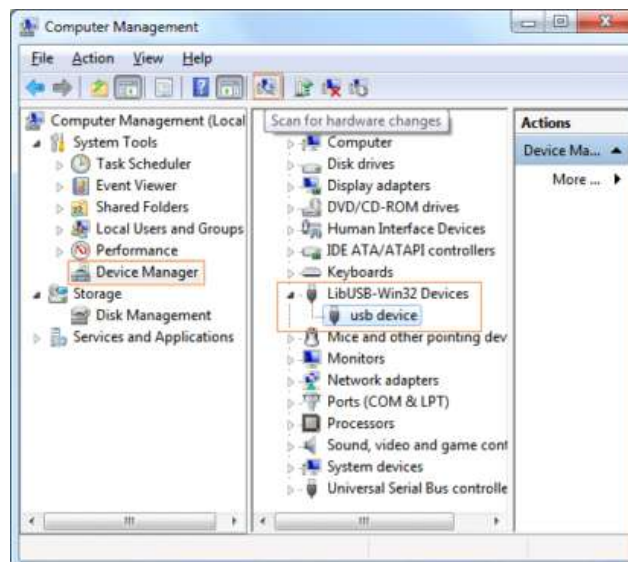 Computer Management
File Action View Help
Scan for hardware changes
Computer Management (Local
System Tools
Task Scheduler
Event Viewer
Shared Folders
Local Users and Groups
Performance
Device Manager
Storage
Disk Management
Services and Applications
Computer
Disk drives
Display adapters
DVD/CD-ROM drives
Human Interface Devices
IDE ATA/ATAPI controllers
Keyboards
LibUSB-Win32 Devices
usb device
Mice and other pointing dev
Monitors
Network adapters
Ports (COM & LPT)
Processors
Sound, video and game cont
System devices
Universal Serial Bus controlle
Actions
Device Ma...
More ...